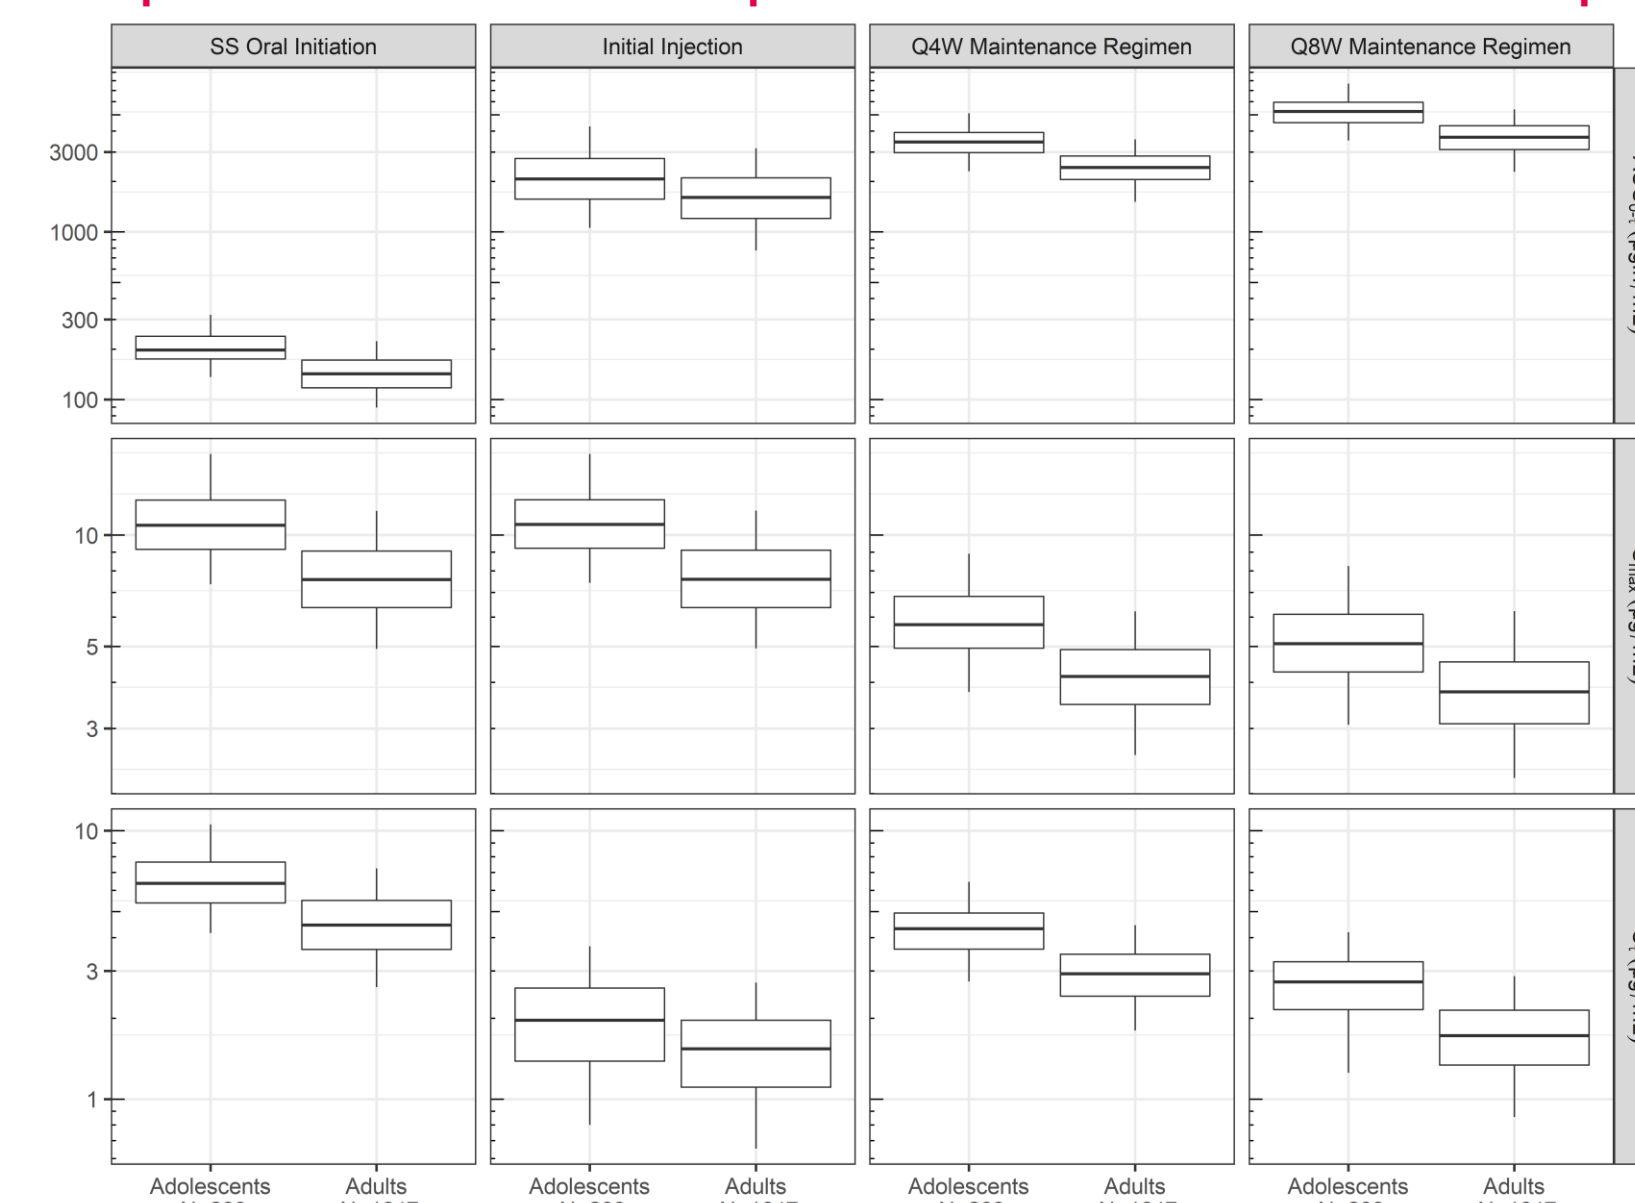 SS Oral Initiation
Initial Injection
Q4W Maintenance Regimen
Q8W Maintenance Regimen
3000
1000
300
100
10
5
3
10
3
1
Adolescents
Adults
Adolescents
Adults
Adolescents
Adults
Adolescents
Adults